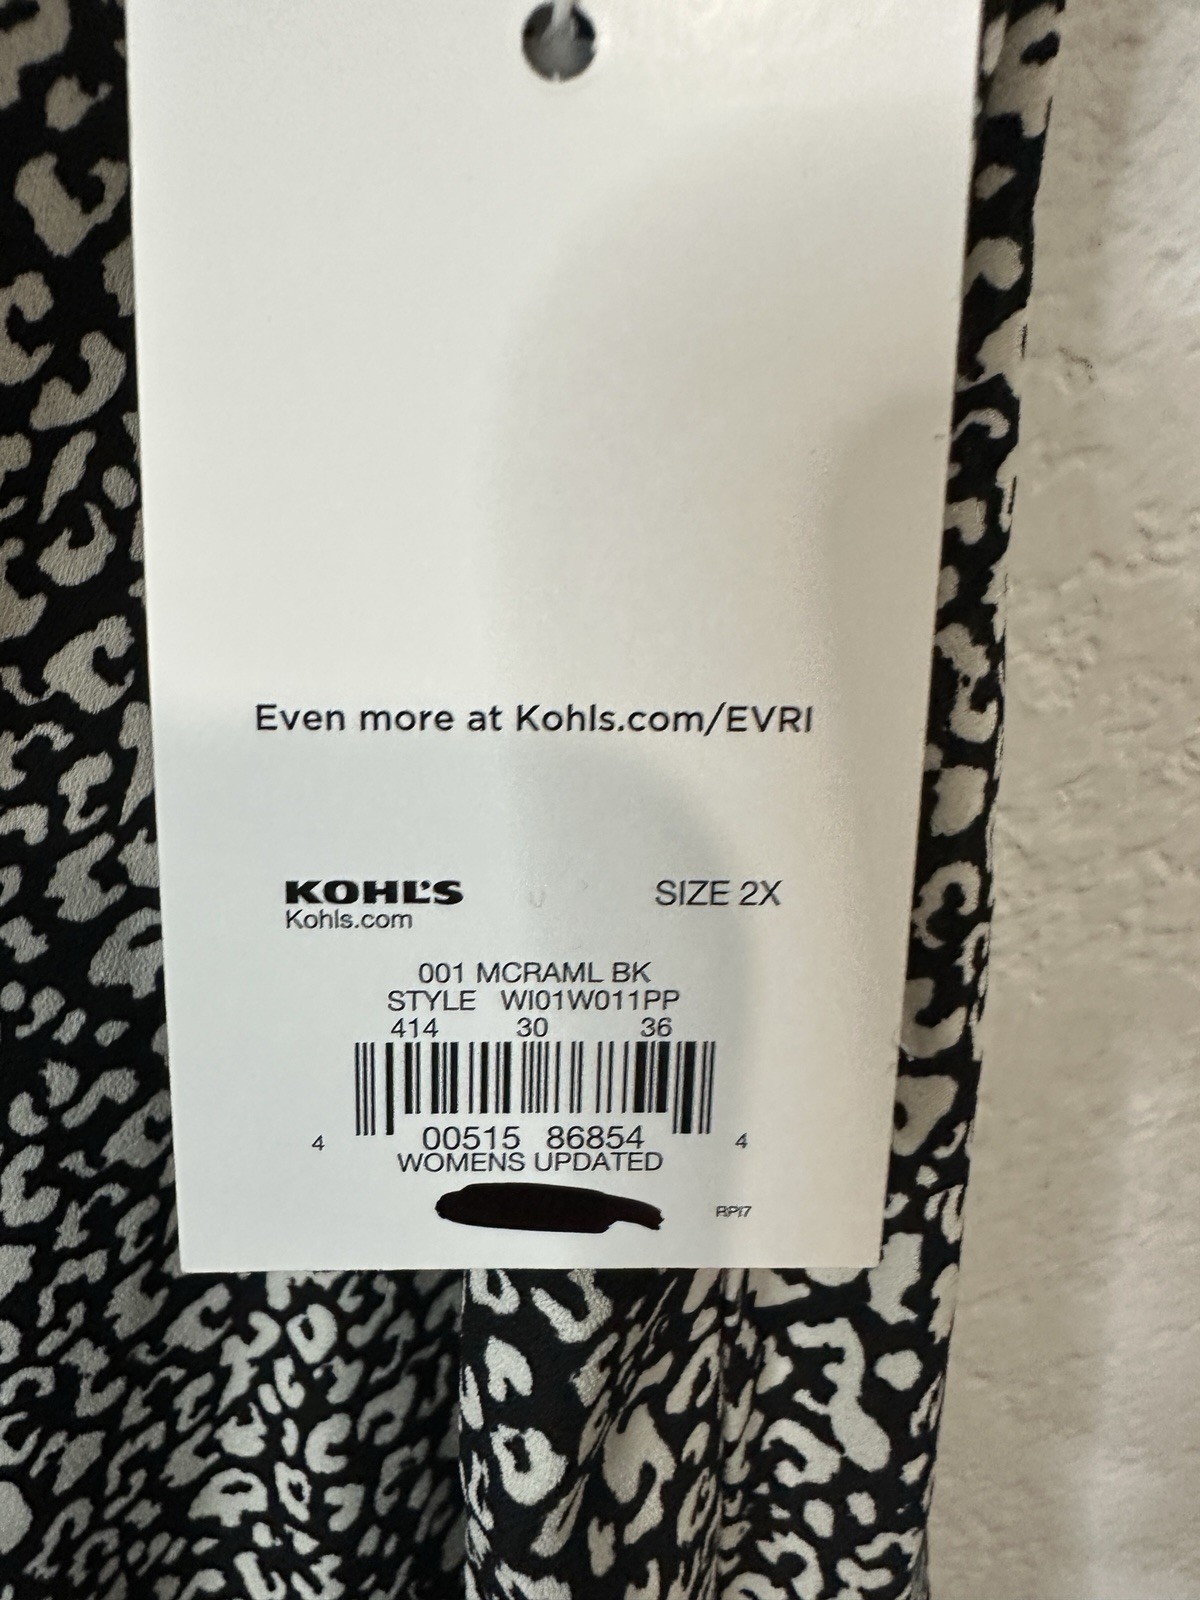 Even more at Kohls.com/EVRI
KOHL'S SIZE 2X
Kohls.com
001 MCRAML BK
STYLE WI01W011PP
414 30 36
4 00515 86854 4
WOMENS UPDATED
RPI7